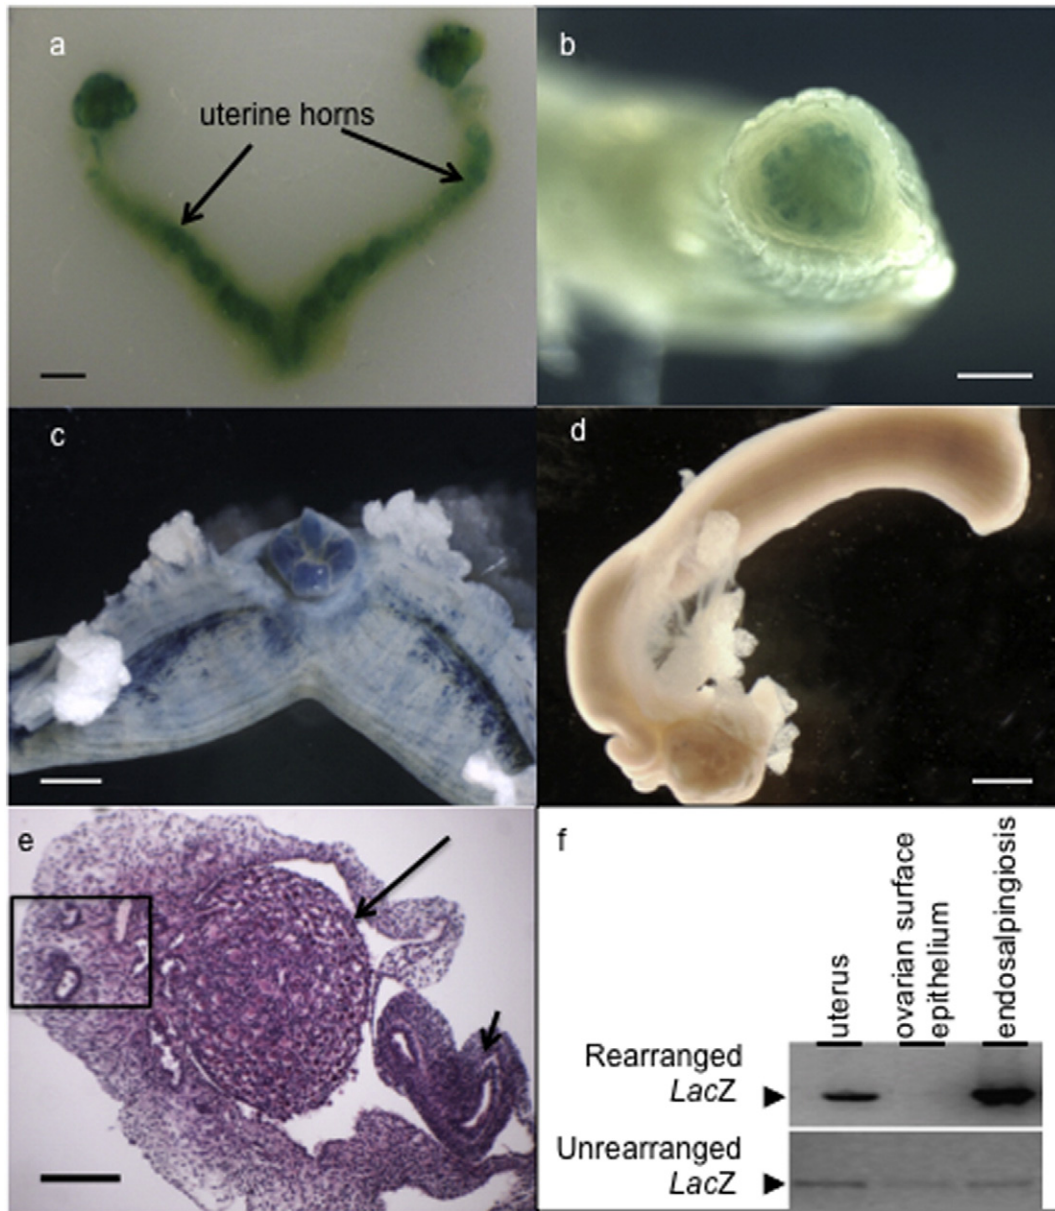 a
uterine horns
b
c
d
e
f
uterus
ovarian surface
epithelium
endosalpingiosis
Rearranged
LacZ
Unrearranged
LacZ